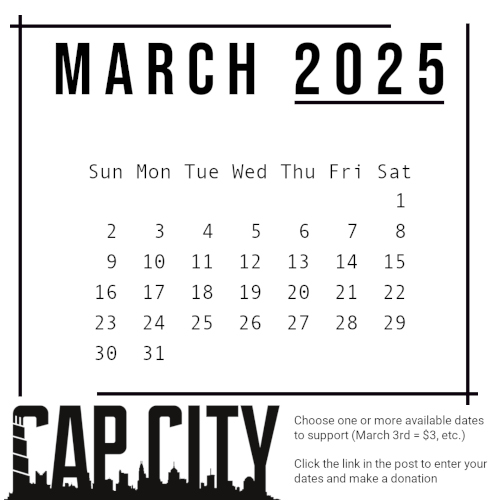 MARCH 2025
Sun Mon Tue Wed Thu Fri Sat
1
2 3 4 5 6 7 8
9 10 11 12 13 14 15
16 17 18 19 20 21 22
23 24 25 26 27 28 29
30 31
CAP CITY
Choose one or more available dates
to support (March 3rd = $3, etc.)
Click the link in the post to enter your
dates and make a donation